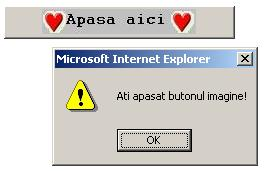 Apasa aici
Microsoft Internet Explorer
Ati apasat butonul imagine!
OK